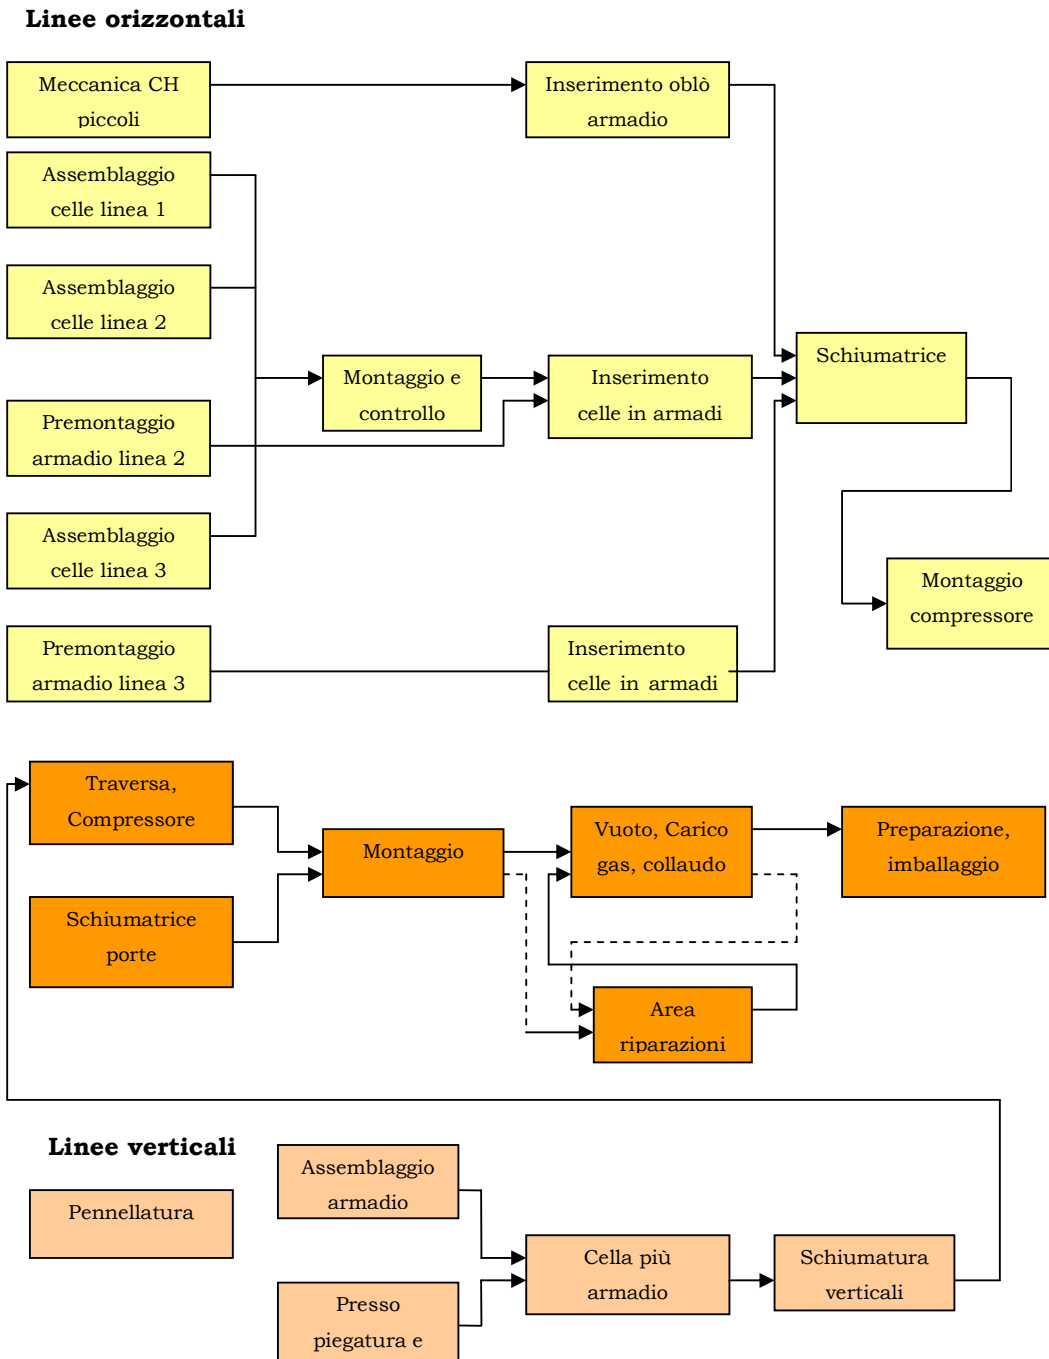 Linee orizzontali
Meccanica CH
piccoli
Inserimento oblò
armadio
Assemblaggio
celle linea 1
Assemblaggio
celle linea 2
Schiumatrice
Montaggio e
controllo
Inserimento
celle in armadi
Premontaggio
armadio linea 2
Assemblaggio
celle linea 3
Montaggio
compressore
Premontaggio
armadio linea 3
Inserimento
celle in armadi
Traversa,
Compressore
Montaggio
Vuoto, Carico
gas, collaudo
Preparazione,
imballaggio
Schiumatrice
porte
Area
riparazioni
Linee verticali
Assemblaggio
armadio
Pennellatura
Cella più
armadio
Schiumatura
verticali
Presso
piegatura e